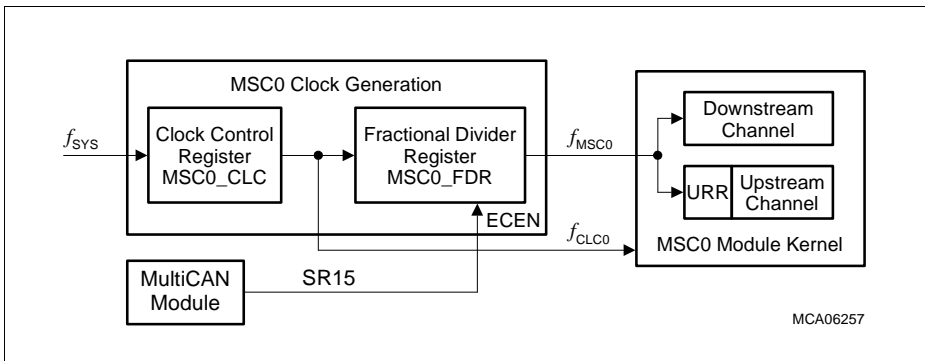 MSC0 Clock Generation
fSYS
Clock Control
Register
MSC0_CLC
Fractional Divider
Register
MSC0_FDR
ECEN
fMSC0
Downstream
Channel
URR
Upstream
Channel
fCLC0
MSC0 Module Kernel
MultiCAN
Module
SR15
MCA06257